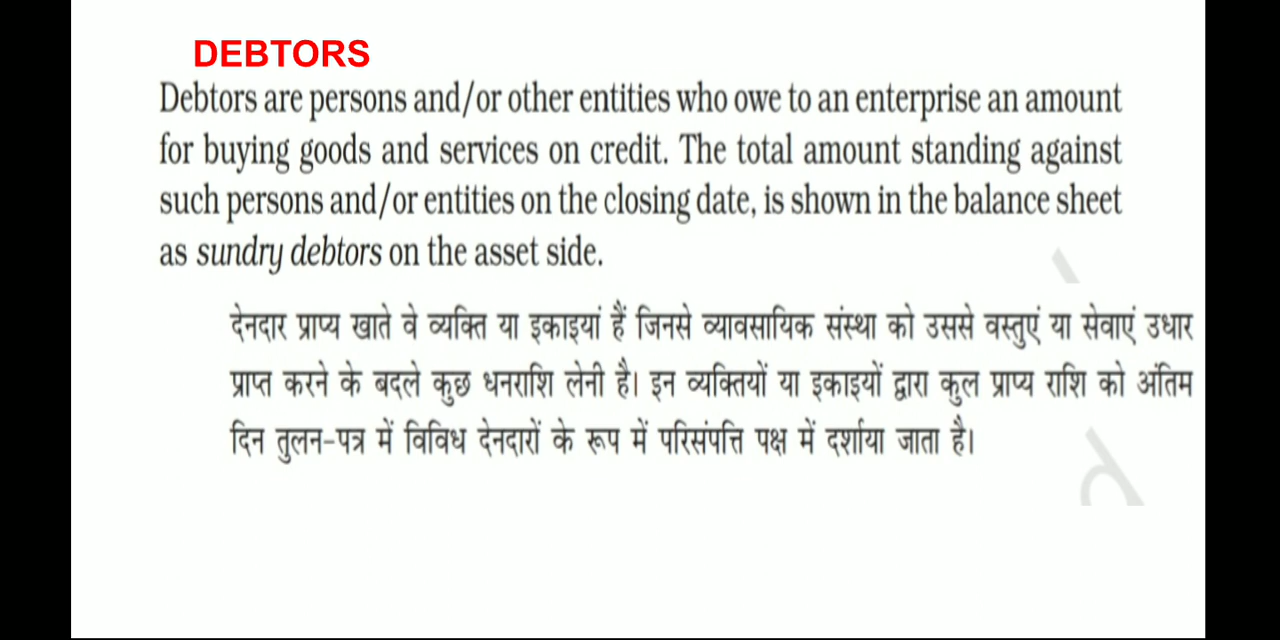 DEBTORS
Debtors are persons and/or other entities who owe to an enterprise an amount
for buying goods and services on credit. The total amount standing against
such persons and/or entities on the closing date, is shown in the balance sheet
as sundry debtors on the asset side.
देनदार प्राप्य खाते वे व्यक्ति या इकाइयां हैं जिनसे व्यावसायिक संस्था को उससे वस्तुएं या सेवाएं उधार
प्राप्त करने के बदले कुछ धनराशि लेनी है। इन व्यक्तियों या इकाइयों द्वारा कुल प्राप्य राशि को अंतिम
दिन तुलन-पत्र में विविध देनदारों के रूप में परिसंपत्ति पक्ष में दर्शाया जाता है।